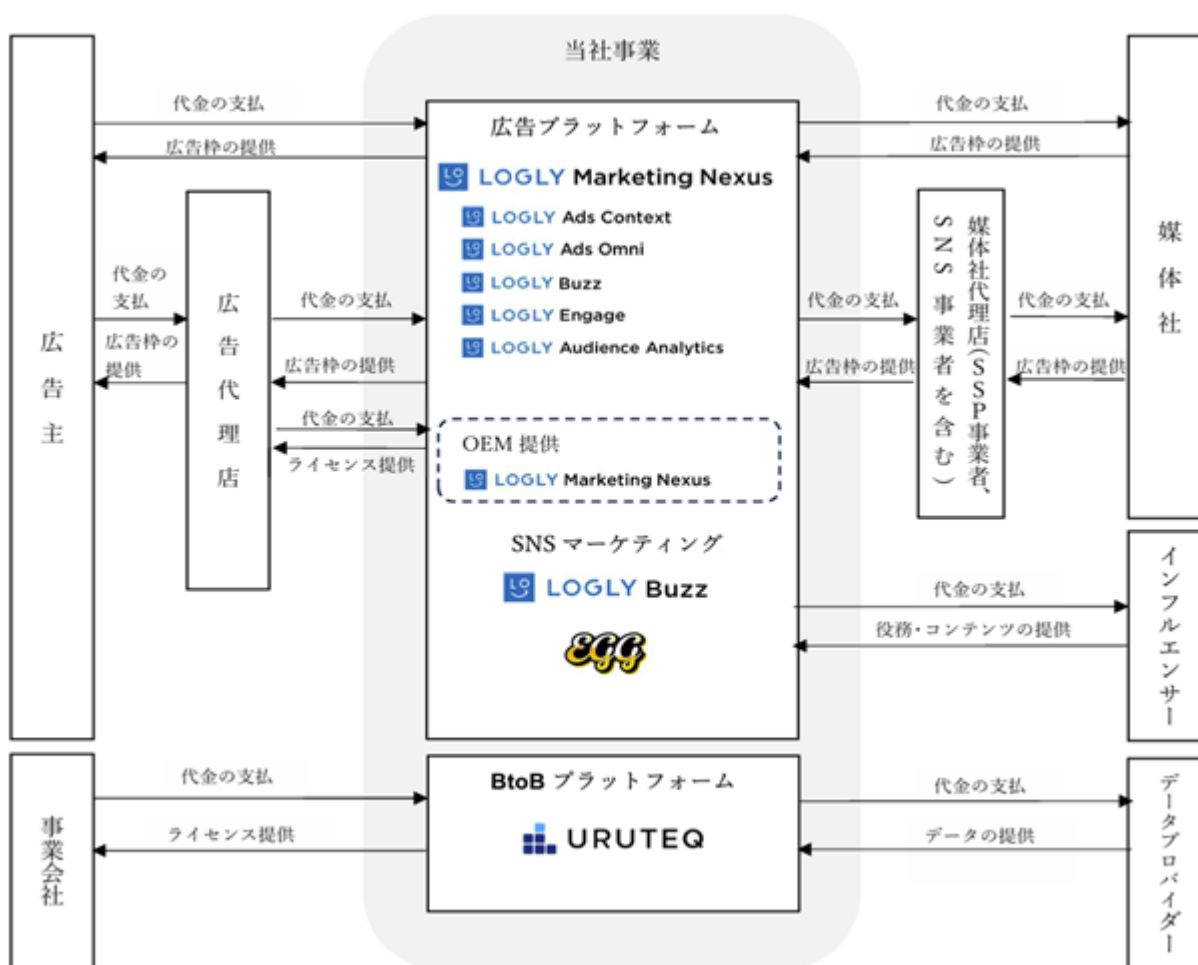 当社事業
代金の支払
広告枠の提供
広告プラットフォーム
LOGLY Marketing Nexus
LOGLY Ads Context
LOGLY Ads Omni
LOGLY Buzz
LOGLY Engage
LOGLY Audience Analytics
代金の支払
広告枠の提供
広告主
代金の
支払
広告枠の
提供
広告代理店
代金の支払
広告枠の提供
代金の支払
ライセンス提供
OEM 提供
LOGLY Marketing Nexus
代金の支払
広告枠の提供
媒体社代理店(SSP事業者、
SNS 事業者を含む)
代金の支払
広告枠の提供
媒体社
SNS マーケティング
LOGLY Buzz
EGG
代金の支払
役務・コンテンツの提供
インフルエンサー
事業会社
代金の支払
ライセンス提供
BtoB プラットフォーム
URUTEQ
代金の支払
データの提供
データプロバイダー